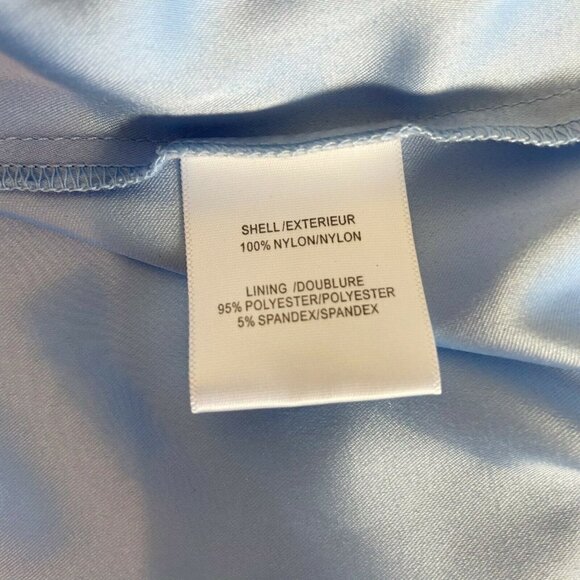 SHELL/EXTERIEUR
100% NYLON/NYLON
LINING /DOUBLURE
95% POLYESTER/POLYESTER
5% SPANDEX/SPANDEX